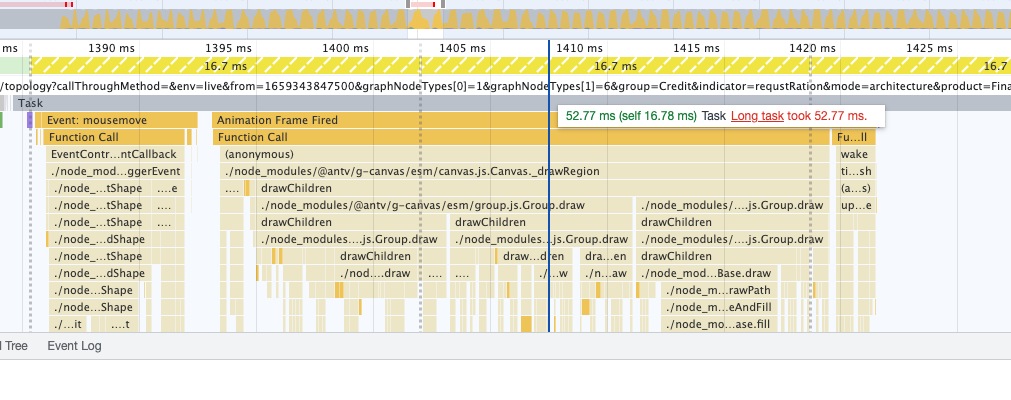 ms 1390 ms 1395 ms 1400 ms 1405 ms 1410 ms 1415 ms 1420 ms 1425 ms
16.7 ms 16.7 ms 16.7
/topology?callThroughMethod=&env=live&from=1659343847500&graphNodeTypes[0]=1&graphNodeTypes[1]=6&group=Credit&indicator=requstRation&mode=architecture&product=Fina
Task
52.77 ms (self 16.78 ms) Task Long task took 52.77 ms.
Event: mousemove Animation Frame Fired
Function Call Function Call Fu…ll
EventContr…ntCallback (anonymous) wake
./node_mod…ggerEvent ./node_modules/@antv/g-canvas/esm/canvas.js.Canvas._drawRegion ti…sh
./node_…tShape ….e …. drawChildren (a…s)
./node_…tShape …. ./node_modules/@antv/g-canvas/esm/group.js.Group.draw ./node_modules/….js.Group.draw up…e
./node_…tShape …. drawChildren drawChildren drawChildren
./node_…dShape ./node_modules….js.Group.draw ./node_modules…js.Group.draw ./node_modules/….js.Group.draw
./node_…tShape drawChildren draw…dren dra…en drawChildren
./node_…dShape ./nod….draw …. …. ./…w ./n…aw ./node_mod…Base.draw
./node…Shape ./node_m…rawPath
./node…Shape ./node_m…eAndFill
./…it ….t ./node_mo…ase.fill
l Tree Event Log